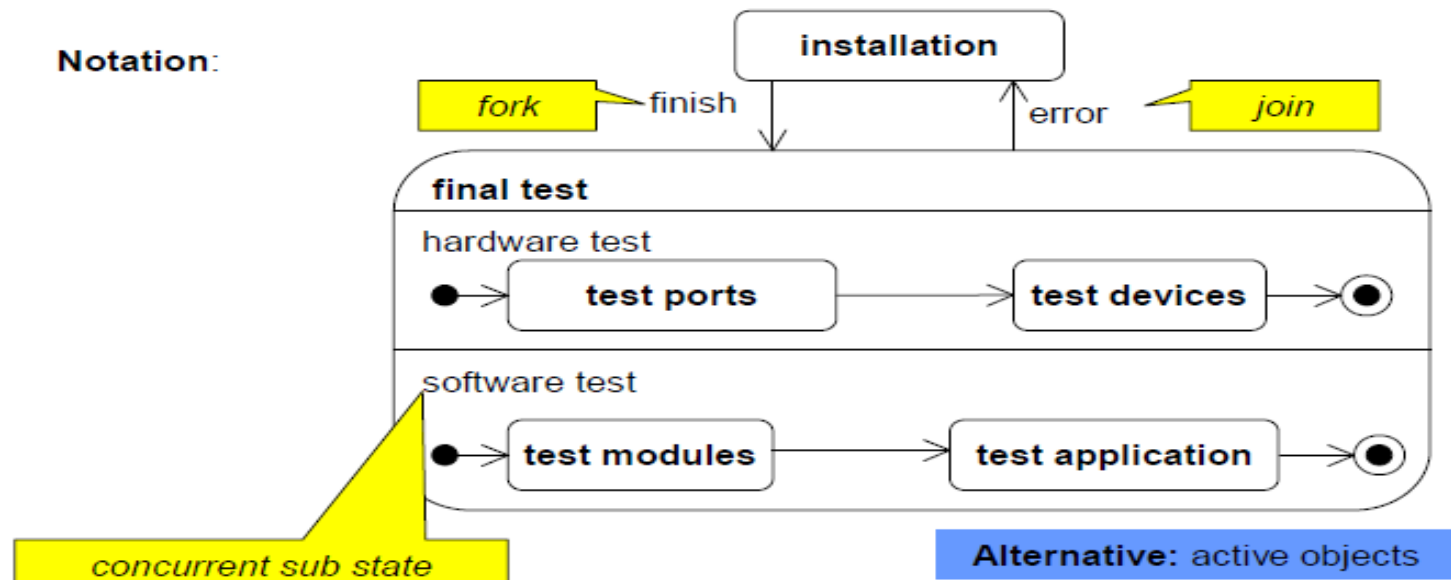 installation
Notation:
fork
finish
error
join
final test
hardware test
test ports
test devices
software test
test modules
test application
concurrent sub state
Alternative: active objects